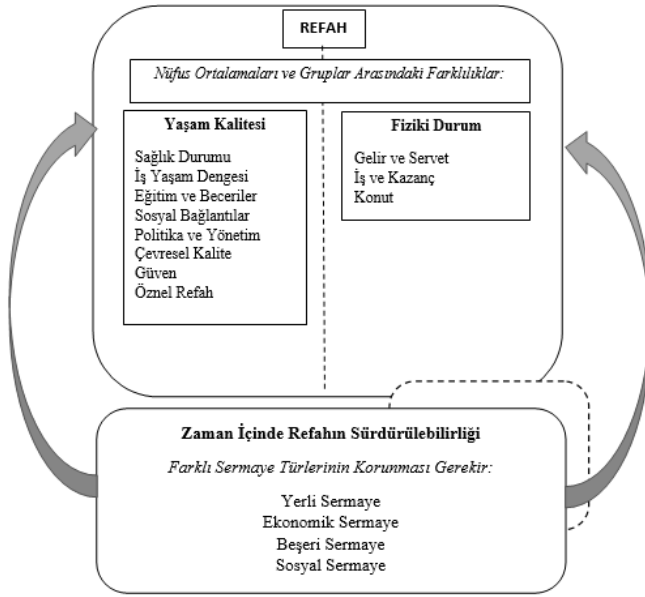 REFAH
Nüfus Ortalamaları ve Gruplar Arasındaki Farklılıklar:
Yaşam Kalitesi
Sağlık Durumu
İş Yaşam Dengesi
Eğitim ve Beceriler
Sosyal Bağlantılar
Politika ve Yönetim
Çevresel Kalite
Güven
Öznel Refah
Fiziki Durum
Gelir ve Servet
İş ve Kazanç
Konut
Zaman İçinde Refahın Sürdürülebilirliği
Farklı Sermaye Türlerinin Korunması Gerekir:
Yerli Sermaye
Ekonomik Sermaye
Beşeri Sermaye
Sosyal Sermaye